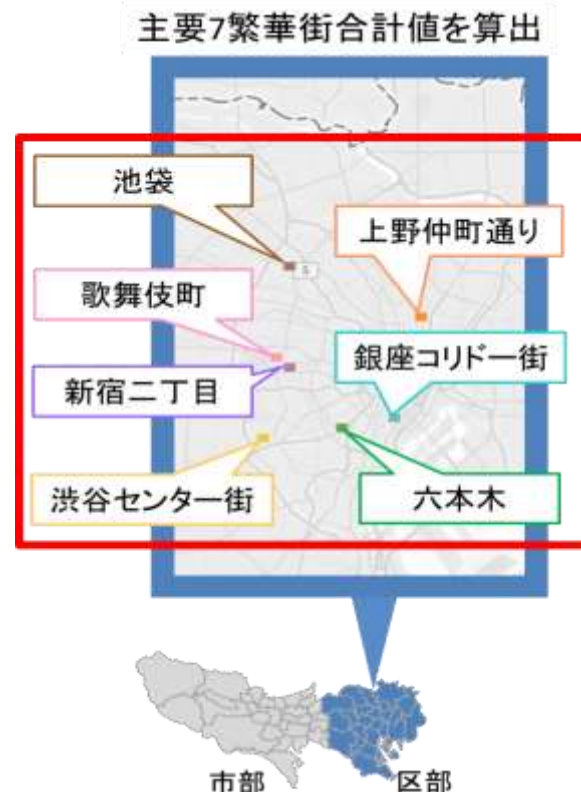 主要7繁華街合計値を算出
池袋
上野仲町通り
歌舞伎町
銀座コリドー街
新宿二丁目
渋谷センター街
六本木
市部
区部